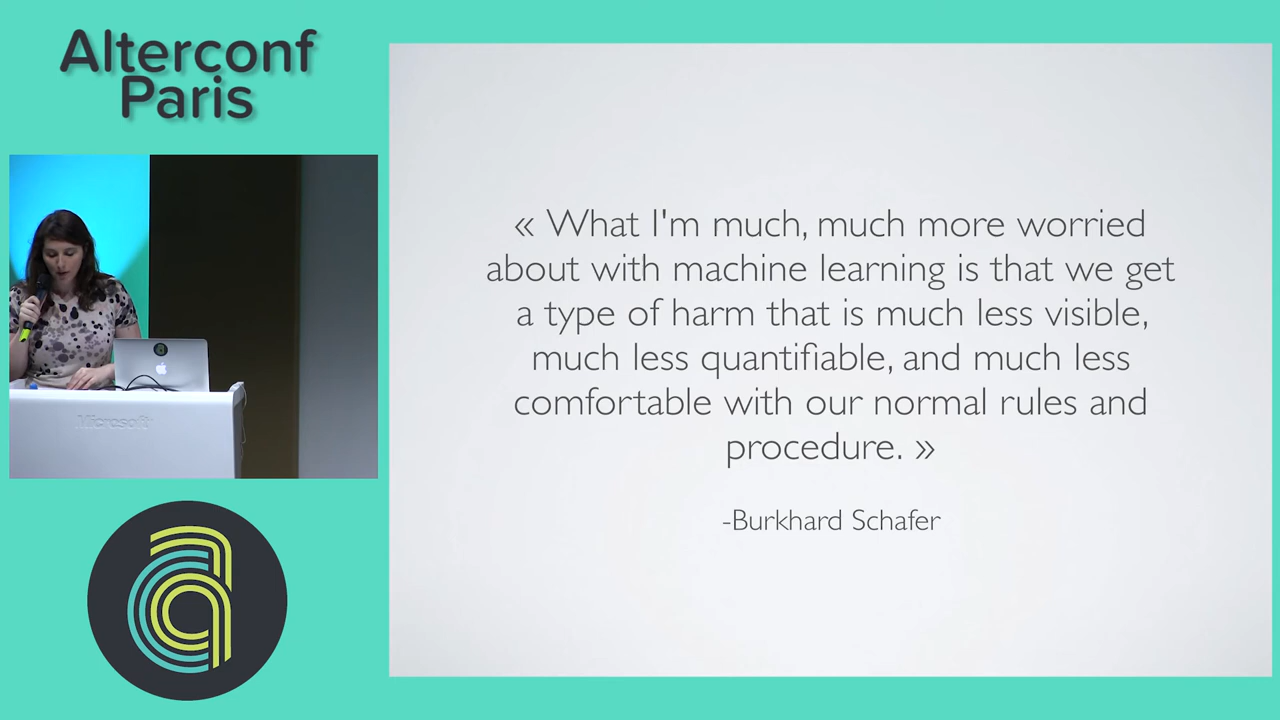 Alterconf
Paris
Microsoft
« What I'm much, much more worried
about with machine learning is that we get
a type of harm that is much less visible,
much less quantifiable, and much less
comfortable with our normal rules and
procedure. »
-Burkhard Schafer